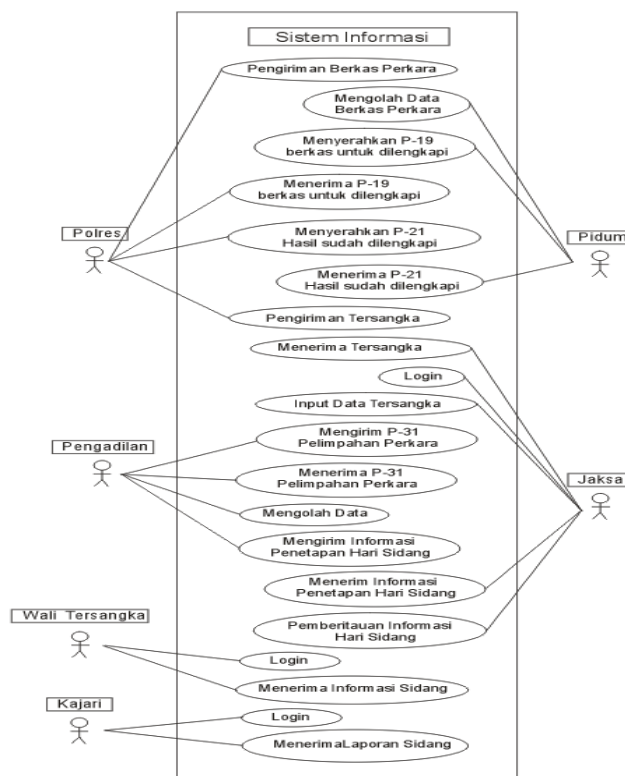 Sistem Informasi
Pengiriman Berkas Perkara
Mengolah Data
Berkas Perkara
Menyerahkan P-19
berkas untuk dilengkapi
Menerima P-19
berkas untuk dilengkapi
Polres
Menyerahkan P-21
Hasil sudah dilengkapi
Pidum
Menerima P-21
Hasil sudah dilengkapi
Pengiriman Tersangka
Menerima Tersangka
Login
Input Data Tersangka
Mengirim P-31
Pelimpahan Perkara
Pengadilan
Menerima P-31
Pelimpahan Perkara
Jaksa
Mengolah Data
Mengirim Informasi
Penetapan Hari Sidang
Menerim Informasi
Penetapan Hari Sidang
Wali Tersangka
Pemberitauan Informasi
Hari Sidang
Login
Menerima Informasi Sidang
Kajari
Login
MenerimaLaporan Sidang